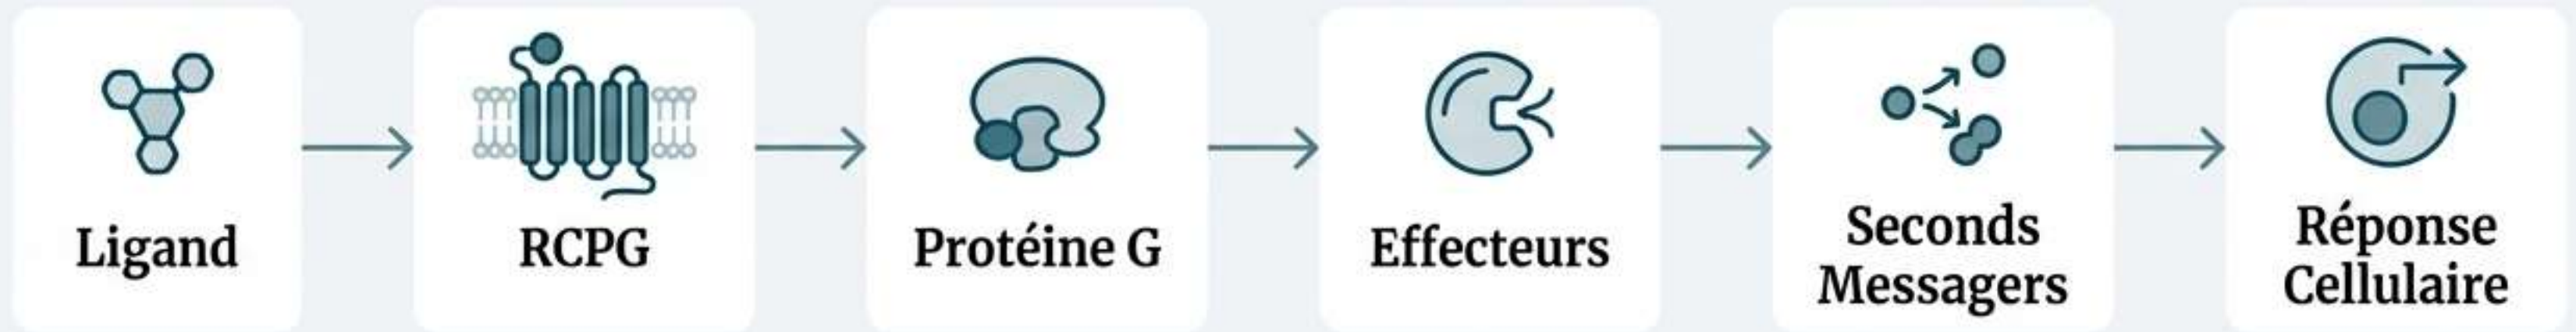 Ligand
RCPG
Protéine G
Effecteurs
Seconds
Messagers
Réponse
Cellulaire